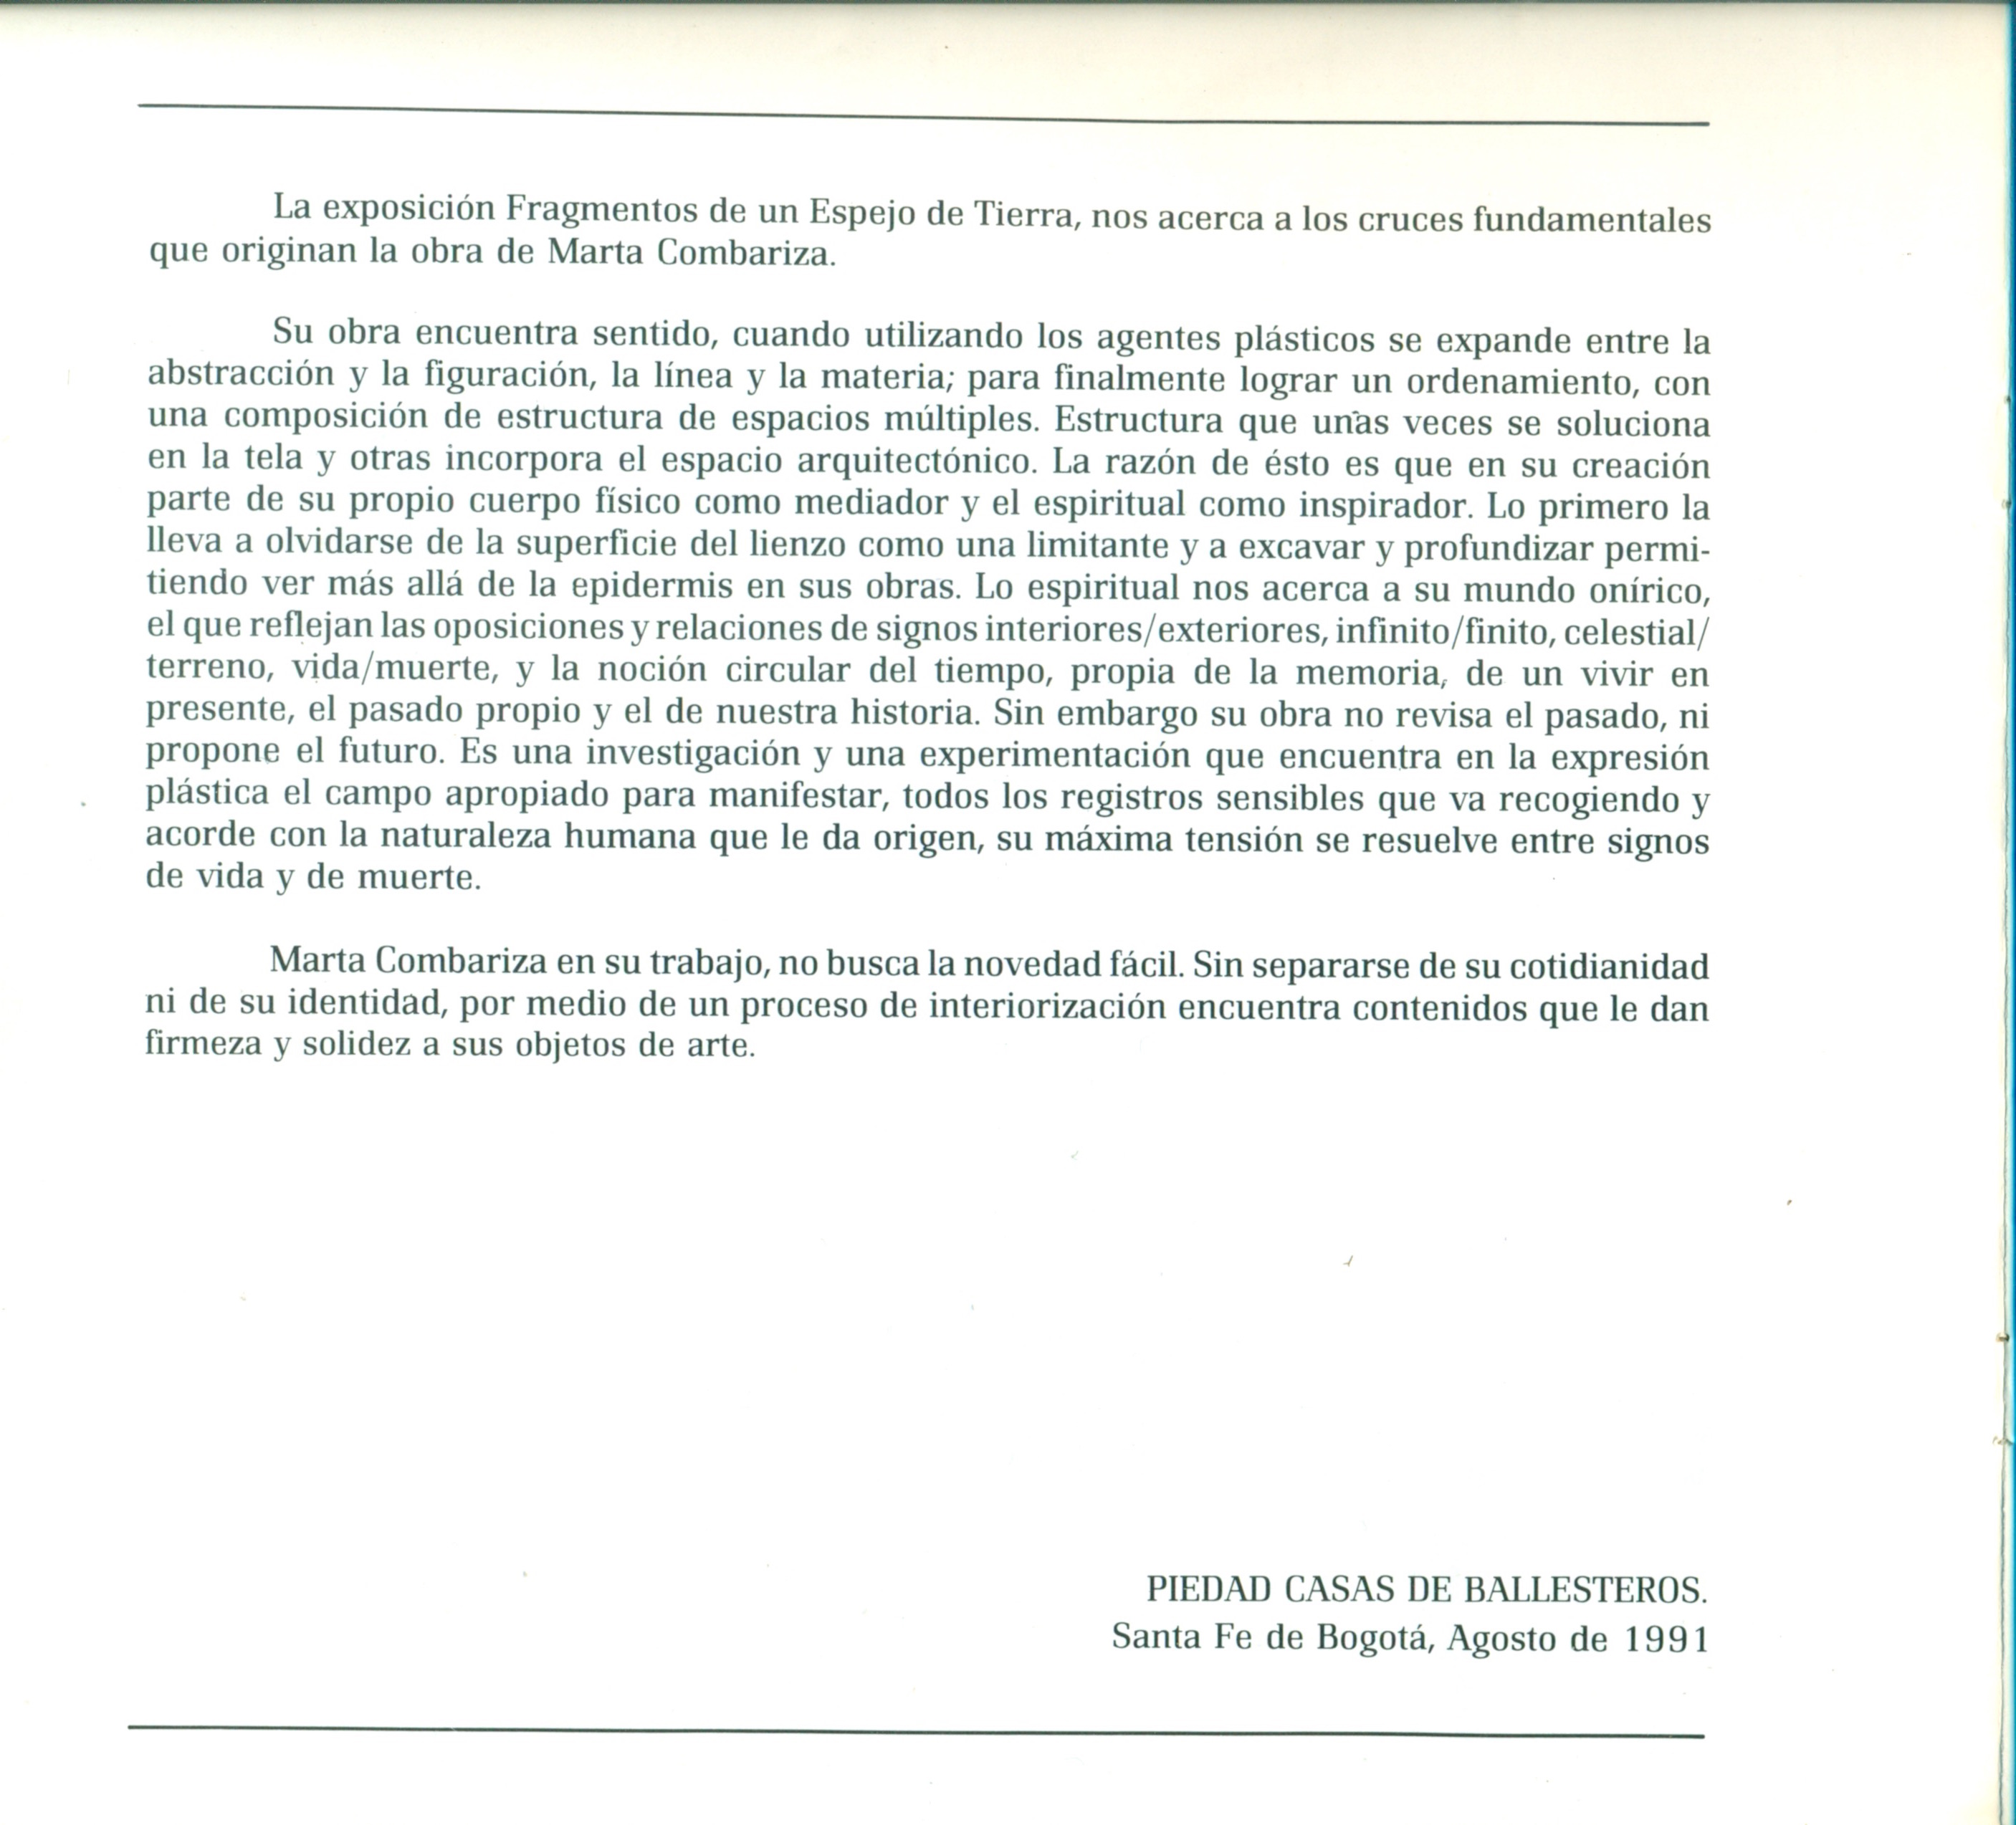 La exposición Fragmentos de un Espejo de Tierra, nos acerca a los cruces fundamentales
que originan la obra de Marta Combariza.
Su obra encuentra sentido, cuando utilizando los agentes plásticos se expande entre la
abstracción y la figuración, la línea y la materia; para finalmente lograr un ordenamiento, con
una composición de estructura de espacios múltiples. Estructura que unas veces se soluciona
en la tela y otras incorpora el espacio arquitectónico. La razón de ésto es que en su creación
parte de su propio cuerpo físico como mediador y el espiritual como inspirador. Lo primero la
lleva a olvidarse de la superficie del lienzo como una limitante y a excavar y profundizar permi-
tiendo ver más allá de la epidermis en sus obras. Lo espiritual nos acerca a su mundo onírico,
el que reflejan las oposiciones y relaciones de signos interiores/exteriores, infinito/finito, celestial/
terreno, vida/muerte, y la noción circular del tiempo, propia de la memoria, de un vivir en
presente, el pasado propio y el de nuestra historia. Sin embargo su obra no revisa el pasado, ni
propone el futuro. Es una investigación y una experimentación que encuentra en la expresión
plástica el campo apropiado para manifestar, todos los registros sensibles que va recogiendo y
acorde con la naturaleza humana que le da origen, su máxima tensión se resuelve entre signos
de vida y de muerte.
Marta Combariza en su trabajo, no busca la novedad fácil. Sin separarse de su cotidianidad
ni de su identidad, por medio de un proceso de interiorización encuentra contenidos que le dan
firmeza y solidez a sus objetos de arte.
PIEDAD CASAS DE BALLESTEROS.
Santa Fe de Bogotá, Agosto de 1991